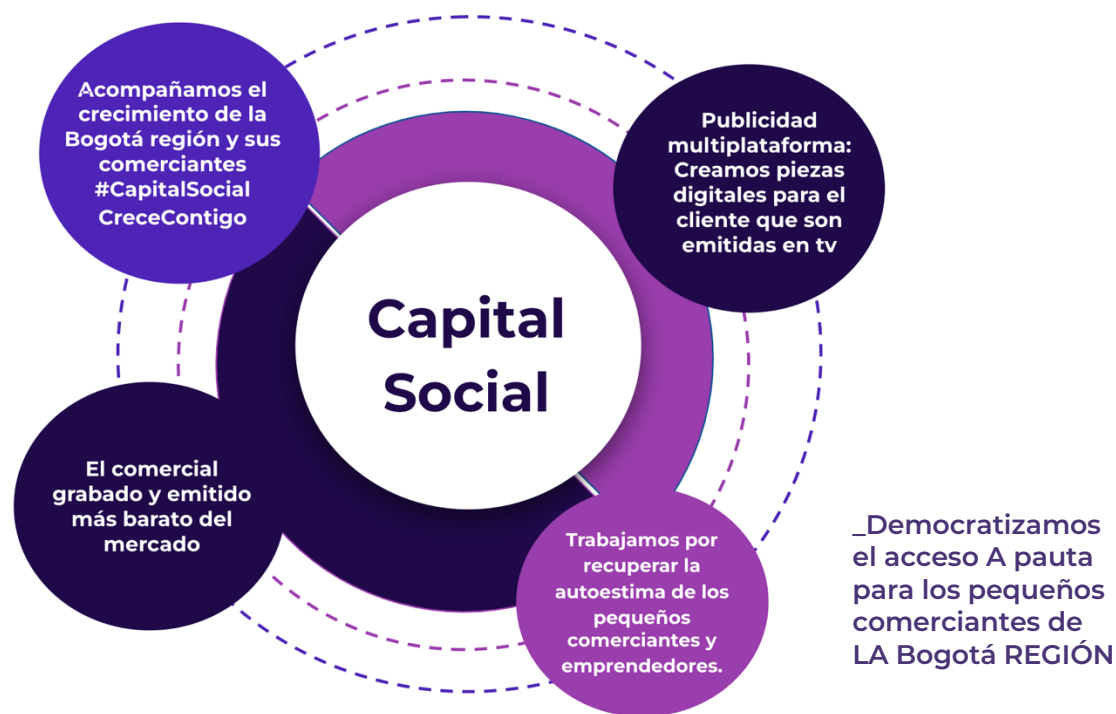 Acompañamos el
crecimiento de la
Bogotá región y sus
comerciantes
#CapitalSocial
CreceContigo
Publicidad
multiplataforma:
Creamos piezas
digitales para el
cliente que son
emitidas en tv
Capital
Social
El comercial
grabado y emitido
más barato del
mercado
Trabajamos por
recuperar la
autoestima de los
pequeños
comerciantes y
emprendedores.
_Democratizamos
el acceso A pauta
para los pequeños
comerciantes de
LA Bogotá REGIÓN